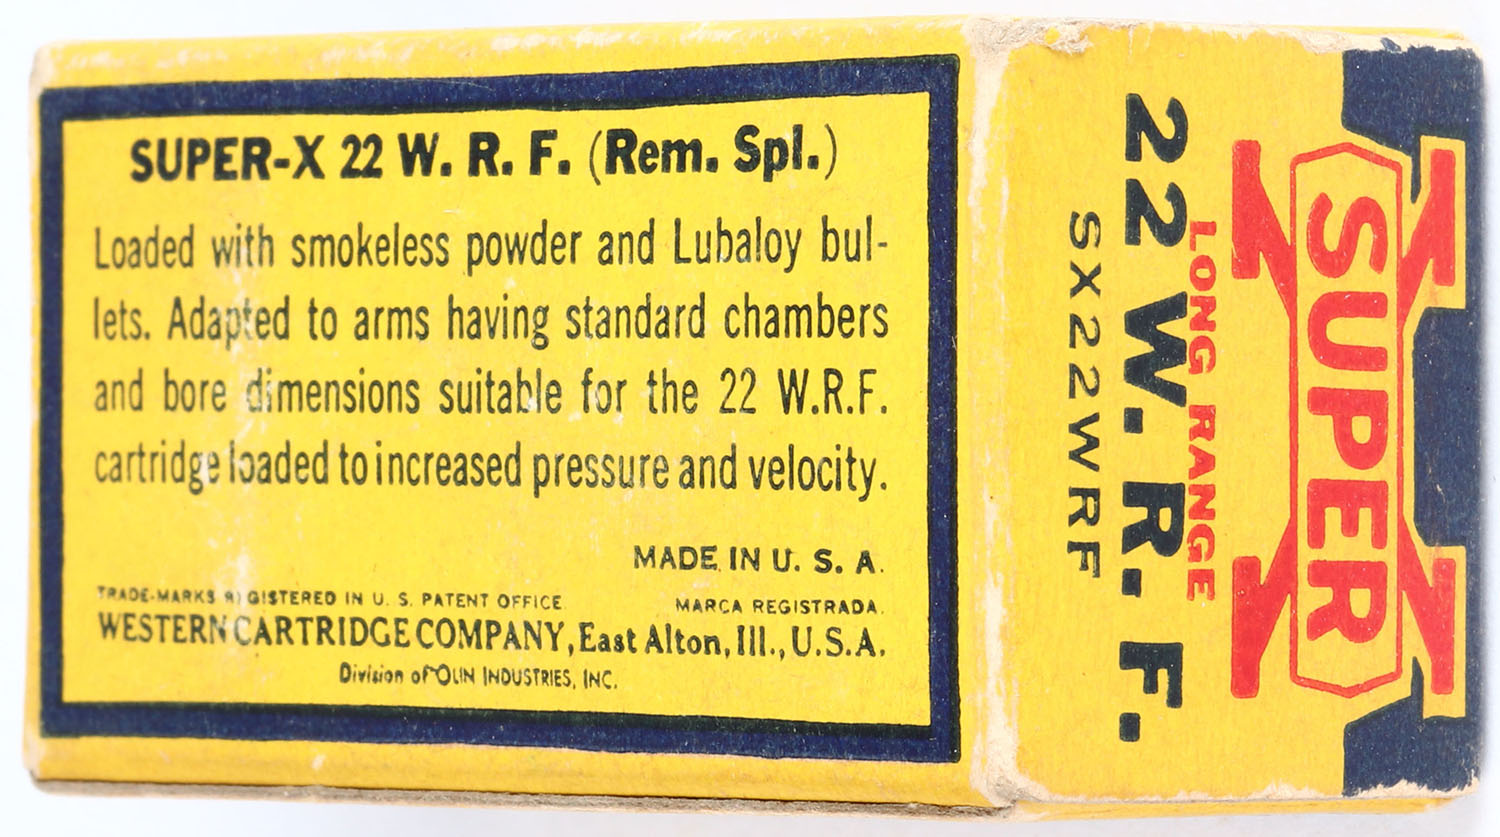 SUPER-X 22 W. R. F. (Rem. Spl.)
Loaded with smokeless powder and Lubaloy bul-
lets. Adapted to arms having standard chambers
and bore dimensions suitable for the 22 W.R.F.
cartridge loaded to increased pressure and velocity.
MADE IN U. S. A.
TRADE-MARKS REGISTERED IN U. S. PATENT OFFICE
MARCA REGISTRADA.
WESTERN CARTRIDGE COMPANY, East Alton, Ill., U.S.A.
Division of OLIN INDUSTRIES, INC.
SUPER X
LONG RANGE
22 W. R. F.
SX22WRF